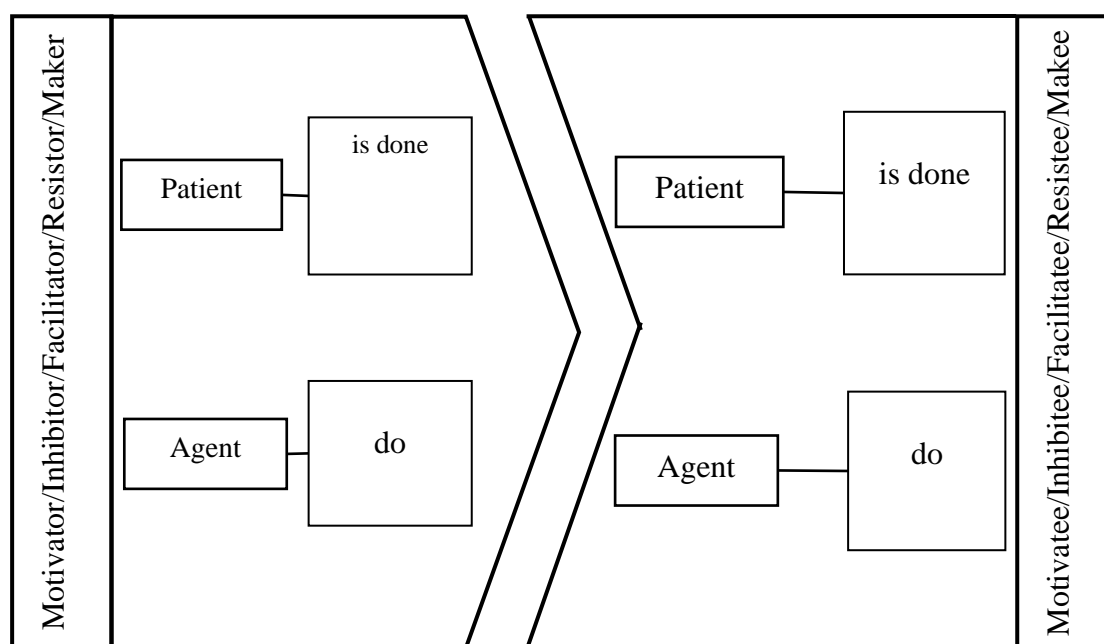 Motivator/Inhibitor/Facilitator/Resistor/Maker
Patient
is done
Agent
do
Patient
is done
Agent
do
Motivatee/Inhibitee/Facilitatee/Resistee/Makee